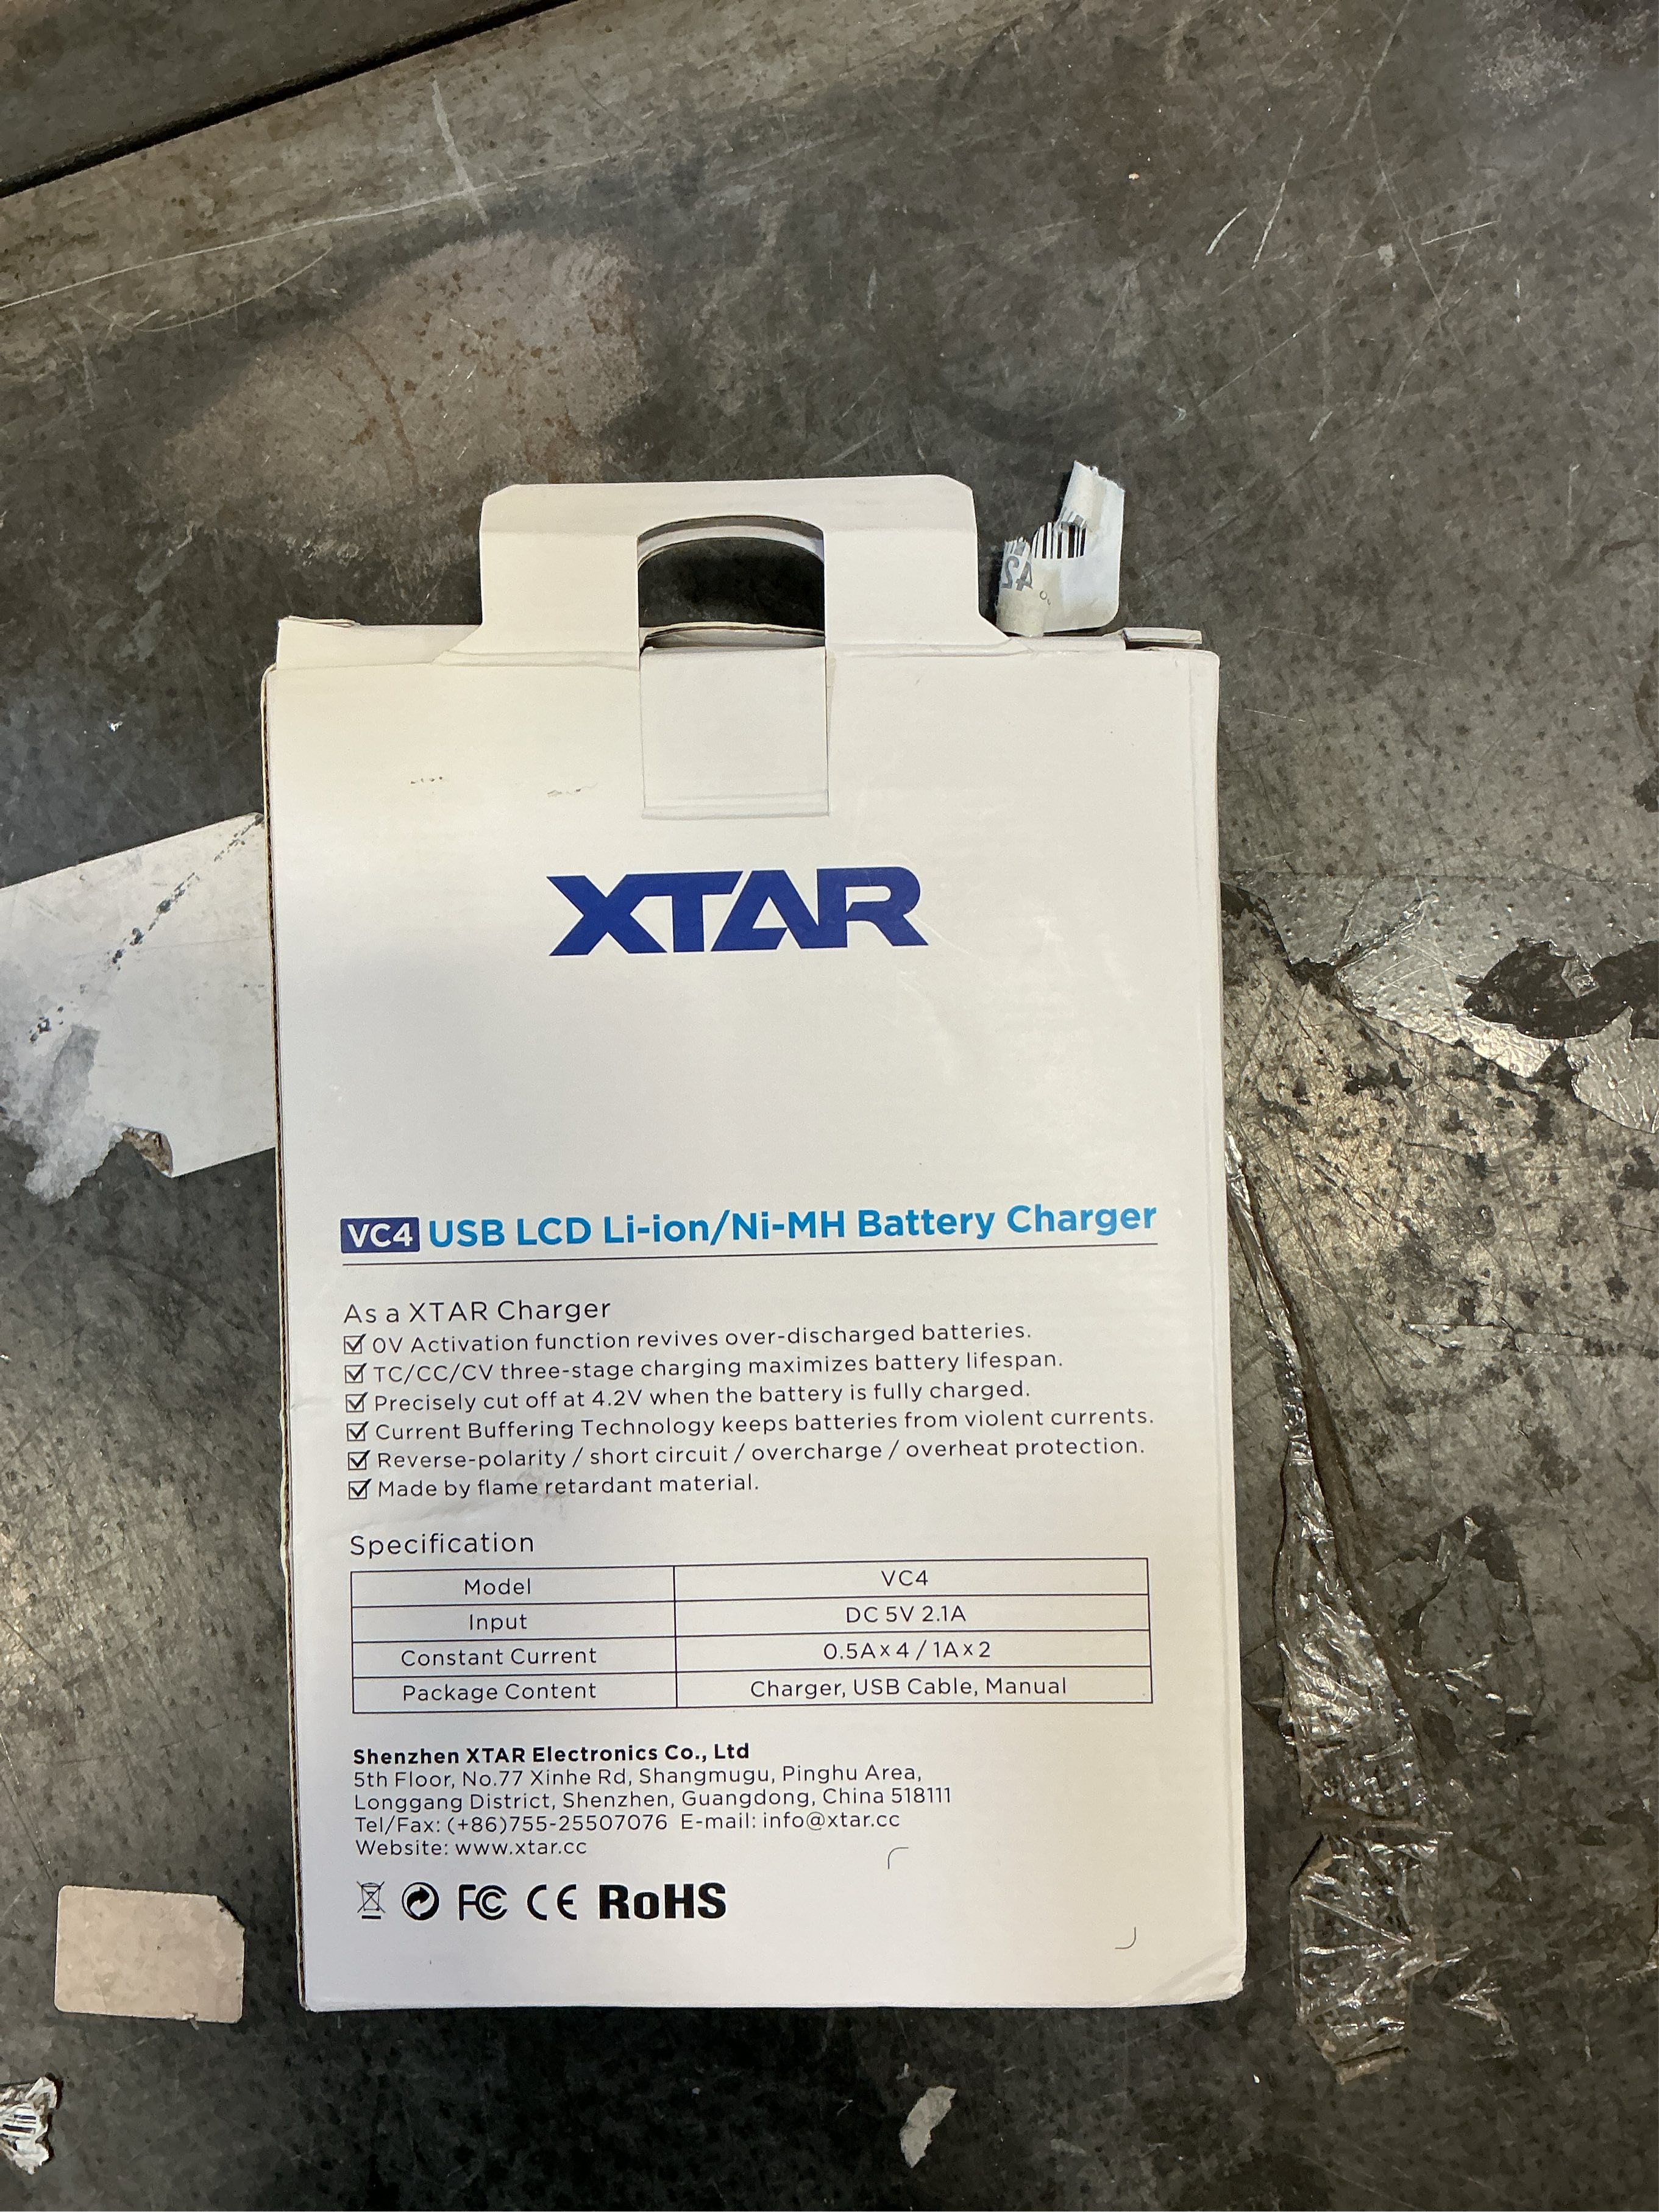 XTAR
VC4 USB LCD Li-ion/Ni-MH Battery Charger
As a XTAR Charger
0V Activation function revives over-discharged batteries.
TC/CC/CV three-stage charging maximizes battery lifespan.
Precisely cut off at 4.2V when the battery is fully charged.
Current Buffering Technology keeps batteries from violent currents.
Reverse-polarity / short circuit / overcharge / overheat protection.
Made by flame retardant material.
Specification
Model VC4
Input DC 5V 2.1A
Constant Current 0.5A×4 / 1A×2
Package Content Charger, USB Cable, Manual
Shenzhen XTAR Electronics Co., Ltd
5th Floor, No.77 Xinhe Rd, Shangmugu, Pinghu Area,
Longgang District, Shenzhen, Guangdong, China 518111
Tel/Fax: (+86)755-25507076 E-mail: info@xtar.cc
Website: www.xtar.cc
FC CE RoHS